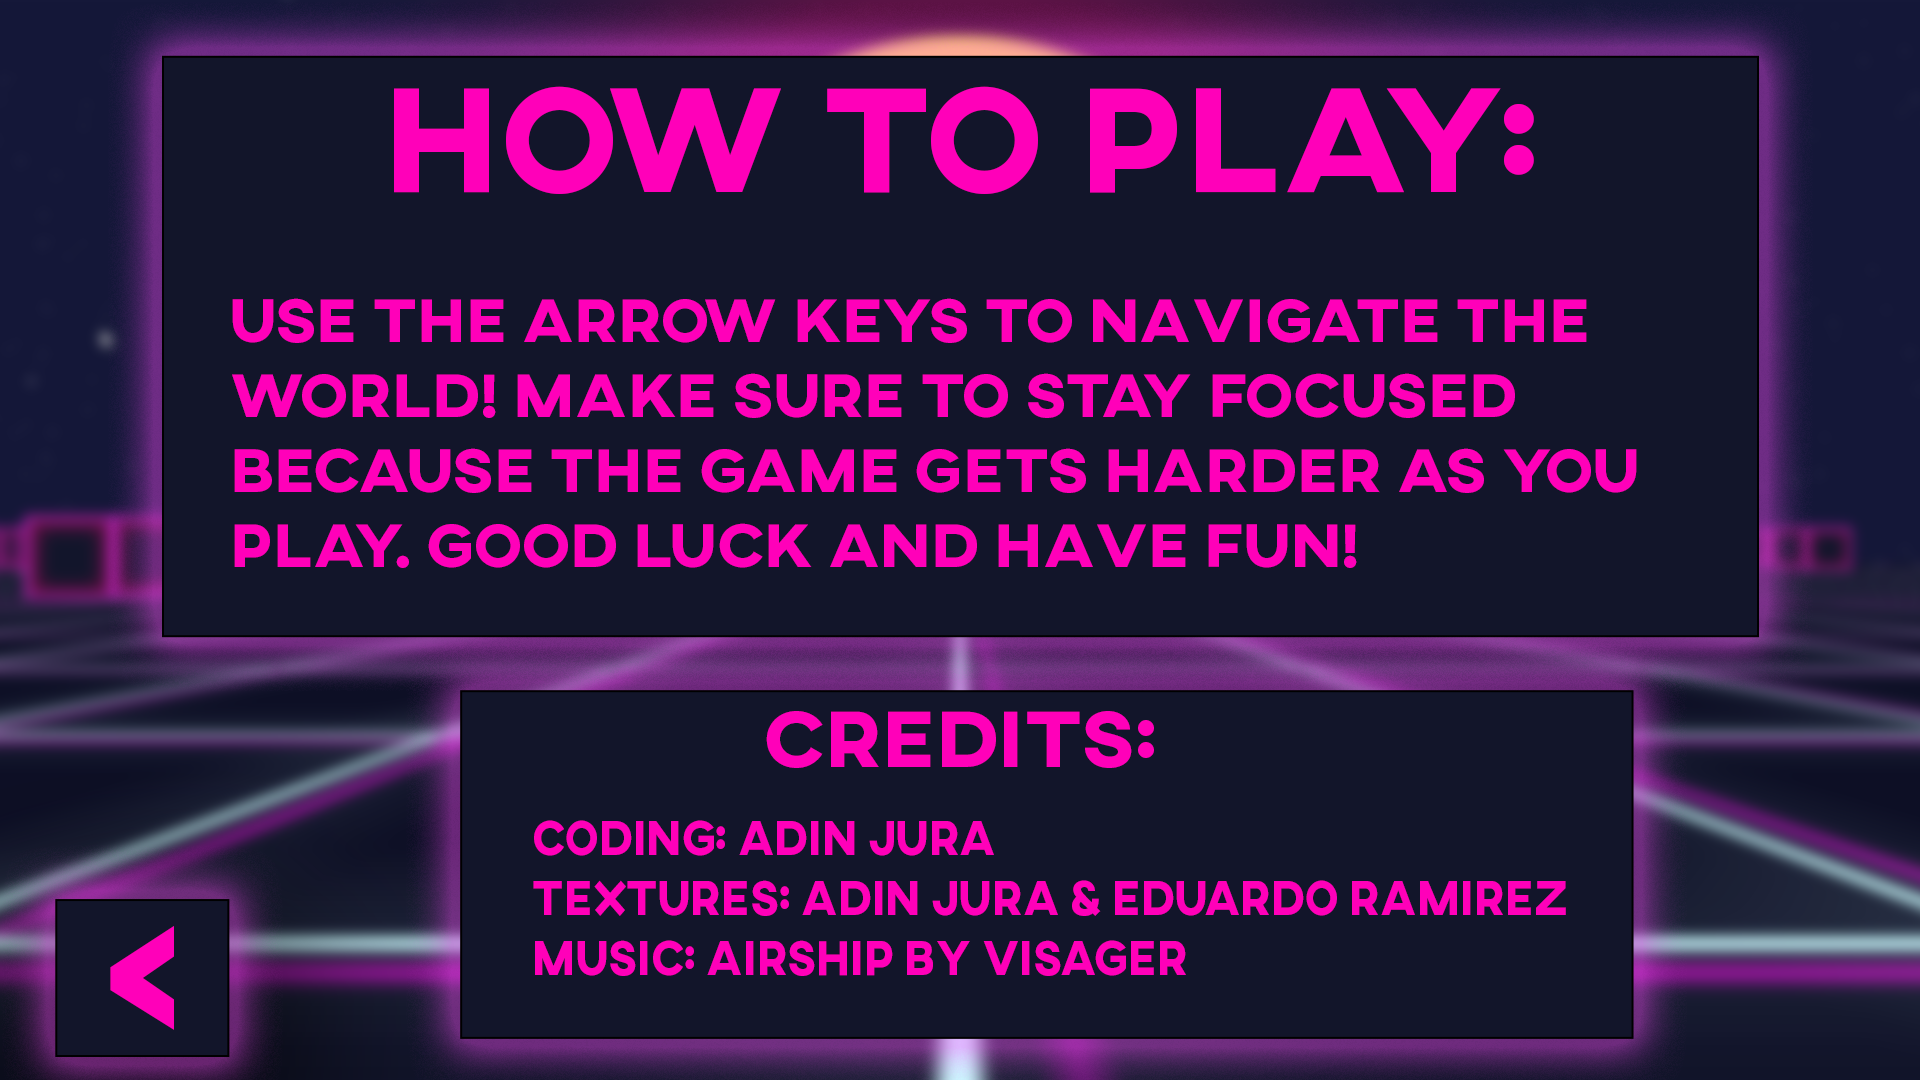 HOW TO PLAY:
USE THE ARROW KEYS TO NAVIGATE THE
WORLD! MAKE SURE TO STAY FOCUSED
BECAUSE THE GAME GETS HARDER AS YOU
PLAY. GOOD LUCK AND HAVE FUN!
CREDITS:
CODING: ADIN JURA
TEXTURES: ADIN JURA & EDUARDO RAMIREZ
MUSIC: AIRSHIP BY VISAGER
<